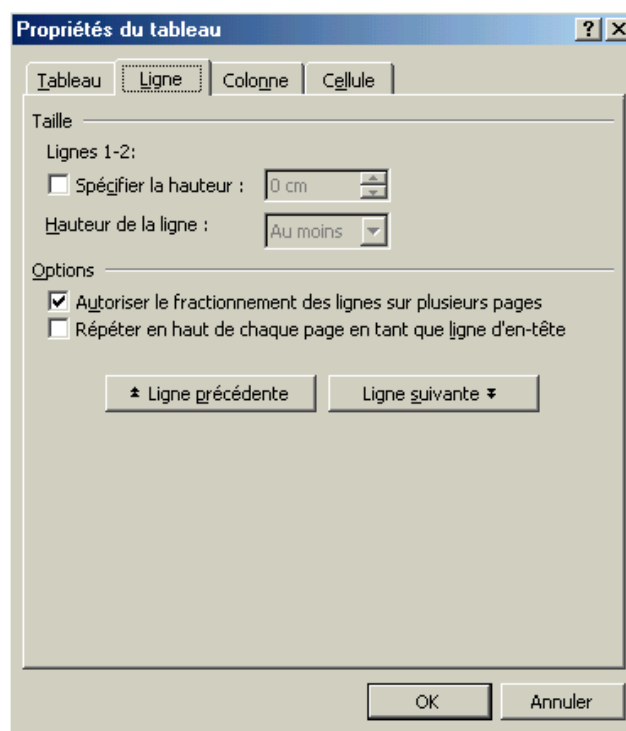 Propriétés du tableau
Tableau Ligne Colonne Cellule
Taille
Lignes 1-2:
Spécifier la hauteur : 0 cm
Hauteur de la ligne : Au moins
Options
Autoriser le fractionnement des lignes sur plusieurs pages
Répéter en haut de chaque page en tant que ligne d'en-tête
Ligne précédente Ligne suivante
OK Annuler